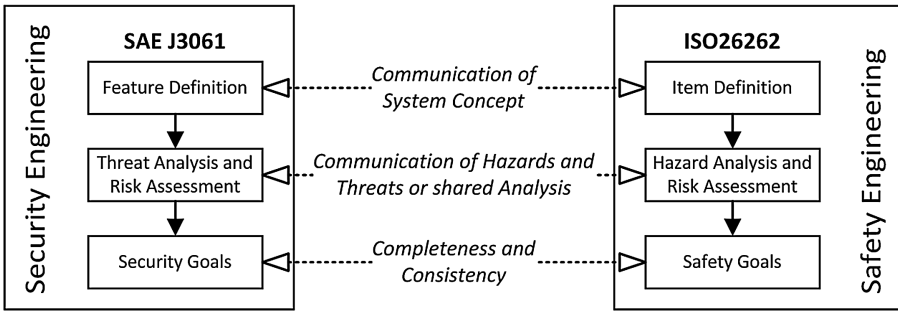 Security Engineering
SAE J3061
Feature Definition
Threat Analysis and
Risk Assessment
Security Goals
Communication of
System Concept
Communication of Hazards and
Threats or shared Analysis
Completeness and
Consistency
ISO26262
Item Definition
Hazard Analysis and
Risk Assessment
Safety Goals
Safety Engineering